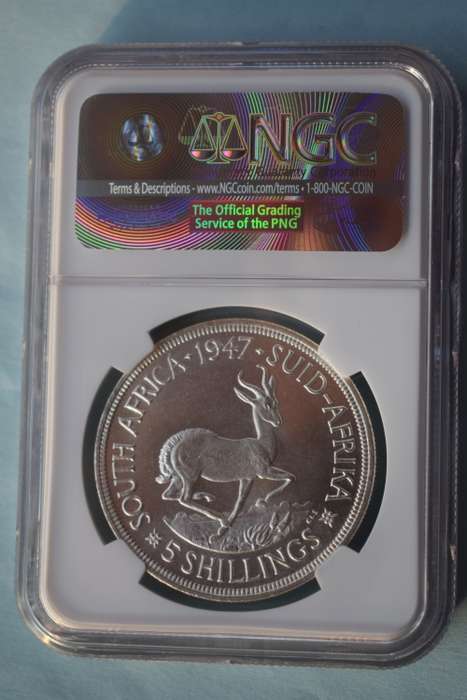 NGC
Terms & Descriptions - www.NGCcoin.com/terms • 1-800-NGC-COIN
The Official Grading
Service of the PNG
SOUTH AFRICA · 1947 · SUID-AFRIKA
5 SHILLINGS